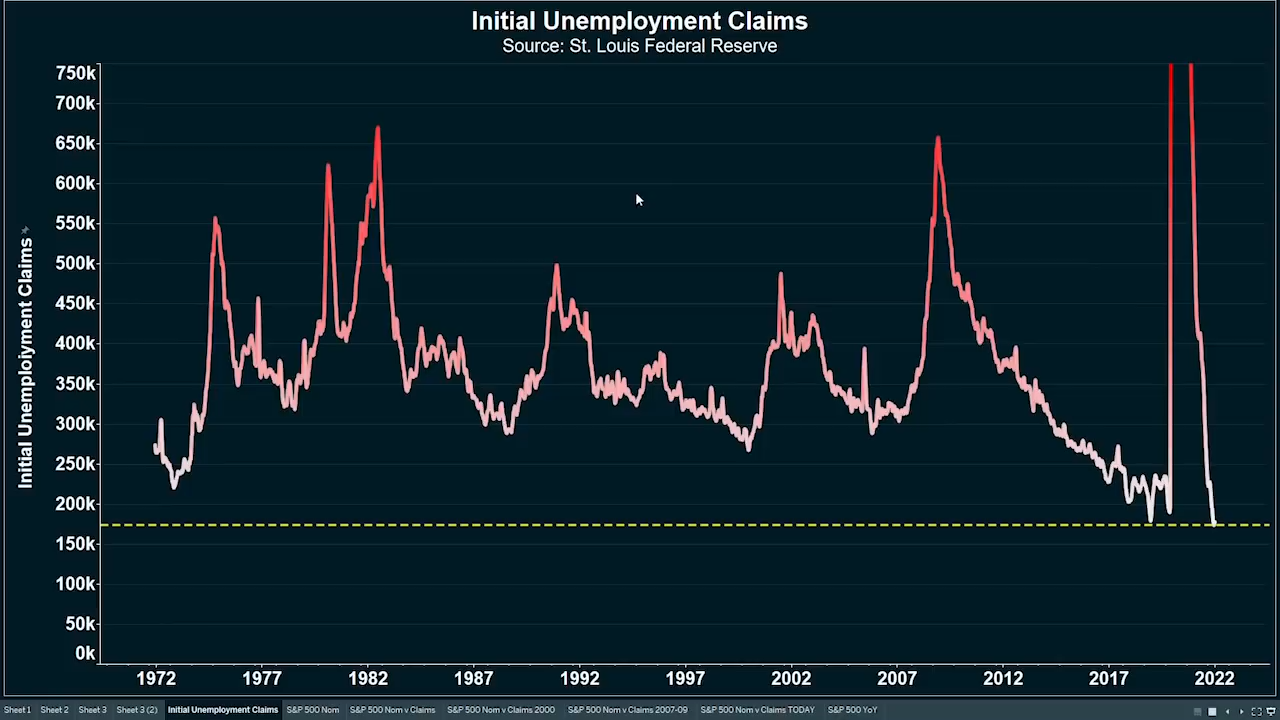 Initial Unemployment Claims
Source: St. Louis Federal Reserve
Initial Unemploiyment Claims
750k
700k
650k
600k
550k
500k
450k
400k
350k
300k
250k
200k
150k
100k
50k
0k
1972 1977 1982 1987 1992 1997 2002 2007 2012 2017 2022
Sheet 1 Sheet 2 Sheet 3 Sheet 3 (2) Initial Unemployment Claims S&P 500 Nom S&P 500 Nom v Claims S&P 500 Nom v Claims 2000 S&P 500 Nom v Claims 2007-09 S&P 500 Nom v Claims TODAY S&P 500 YoY